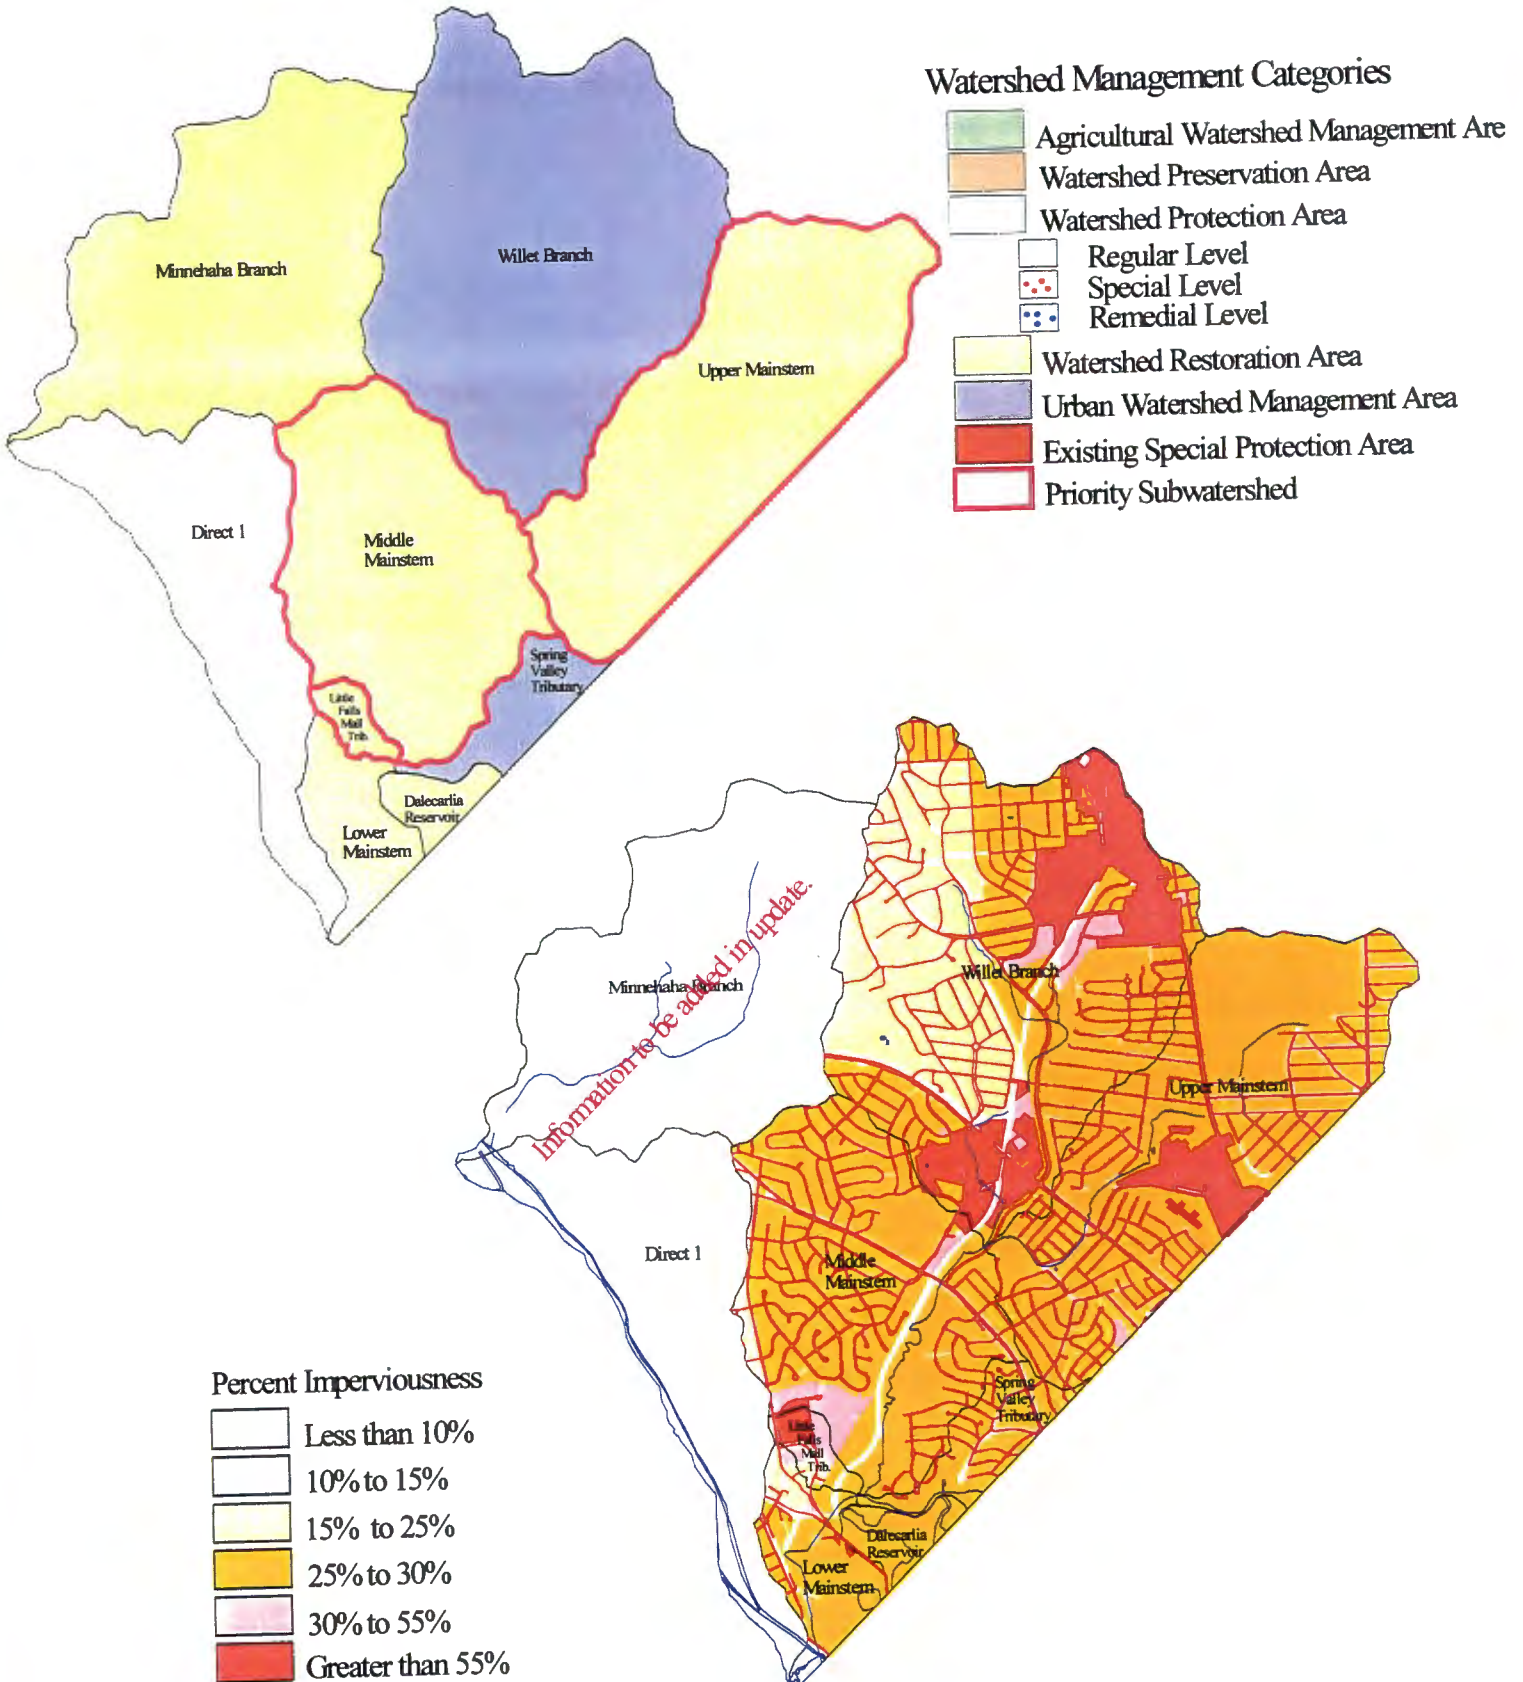 Watershed Management Categories
Agricultural Watershed Management Are
Watershed Preservation Area
Watershed Protection Area
Regular Level
Special Level
Remedial Level
Watershed Restoration Area
Urban Watershed Management Area
Existing Special Protection Area
Priority Subwatershed
Minnehaha Branch
Willet Branch
Upper Mainstem
Direct 1
Middle
Mainstem
Spring
Valley
Tributary
Little
Falls
Mall
Trib.
Dalecarlia
Reservoir
Lower
Mainstem
Information to be added in update.
Minnehaha Branch
Willet Branch
Upper Mainstem
Direct 1
Middle
Mainstem
Spring
Valley
Tributary
Little
Falls
Mall
Trib.
Dalecarlia
Reservoir
Lower
Mainstem
Percent Imperviousness
Less than 10%
10% to 15%
15% to 25%
25% to 30%
30% to 55%
Greater than 55%